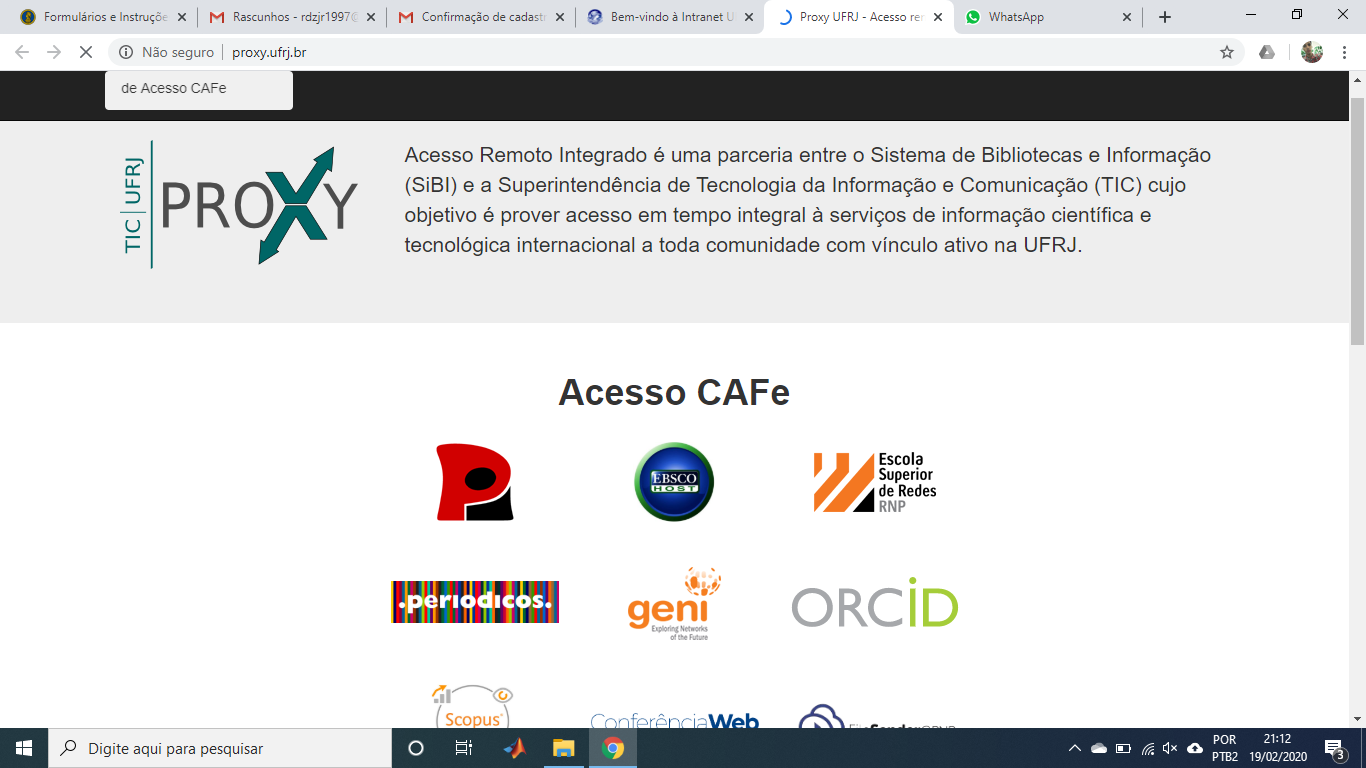 Formulários e Instruçõe
Rascunhos - rdzjr1997@
Confirmação de cadastr
Bem-vindo à Intranet U
Proxy UFRJ - Acesso re
WhatsApp
Não seguro
proxy.ufrj.br
de Acesso CAFe
TIC UFRJ
PROXY
Acesso Remoto Integrado é uma parceria entre o Sistema de Bibliotecas e Informação
(SiBI) e a Superintendência de Tecnologia da Informação e Comunicação (TIC) cujo
objetivo é prover acesso em tempo integral à serviços de informação científica e
tecnológica internacional a toda comunidade com vínculo ativo na UFRJ.
Acesso CAFe
EBSCO
HOST
Escola
Superior
de Redes
RNP
.periodicos.
geni
Exploring Networks
of the Future
ORCID
Scopus
ConferênciaWeb
FileSender@RNP
Digite aqui para pesquisar
POR
PTB2
21:12
19/02/2020
3